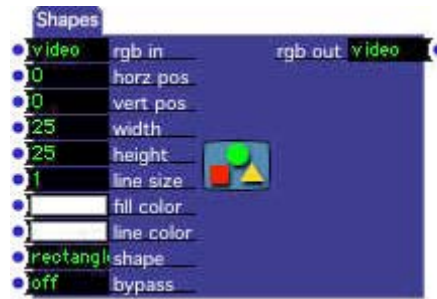 Shapes
video rgb in rgb out video
0 horz pos
0 vert pos
25 width
25 height
1 line size
fill color
line color
rectangl shape
off bypass